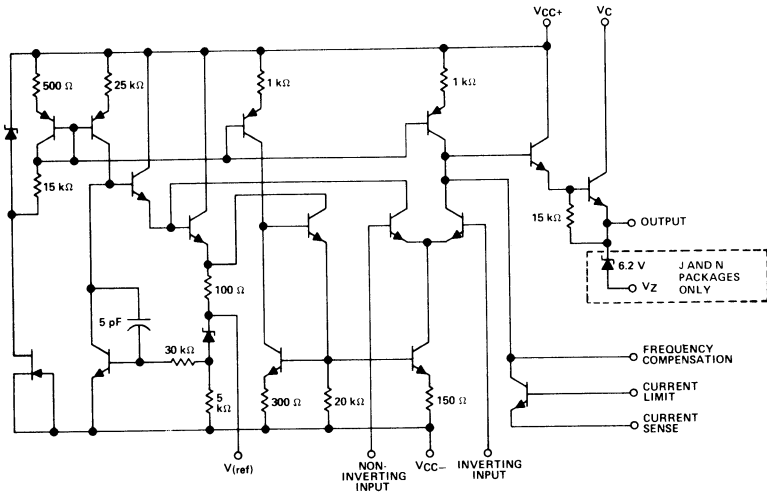 VCC+
VC
500 Ω
25 kΩ
1 kΩ
1 kΩ
15 kΩ
15 kΩ
OUTPUT
6.2 V
J AND N
PACKAGES
ONLY
VZ
100 Ω
5 pF
30 kΩ
FREQUENCY
COMPENSATION
CURRENT
LIMIT
CURRENT
SENSE
5
kΩ
300 Ω
20 kΩ
150 Ω
V(ref)
NON-
INVERTING
INPUT
VCC–
INVERTING
INPUT